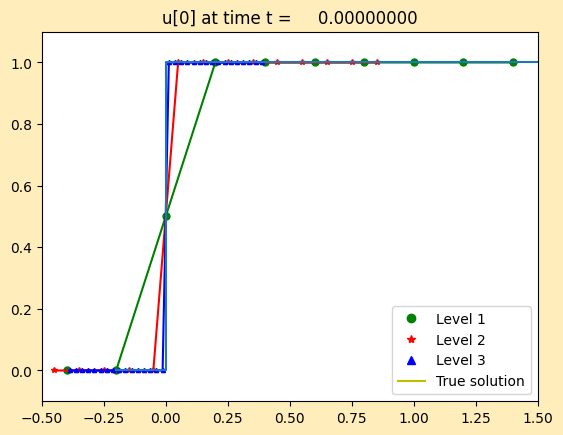 u[0] at time t =     0.00000000
1.0
0.8
0.6
0.4
0.2
0.0
−0.50 −0.25 0.00 0.25 0.50 0.75 1.00 1.25 1.50
Level 1
Level 2
Level 3
True solution